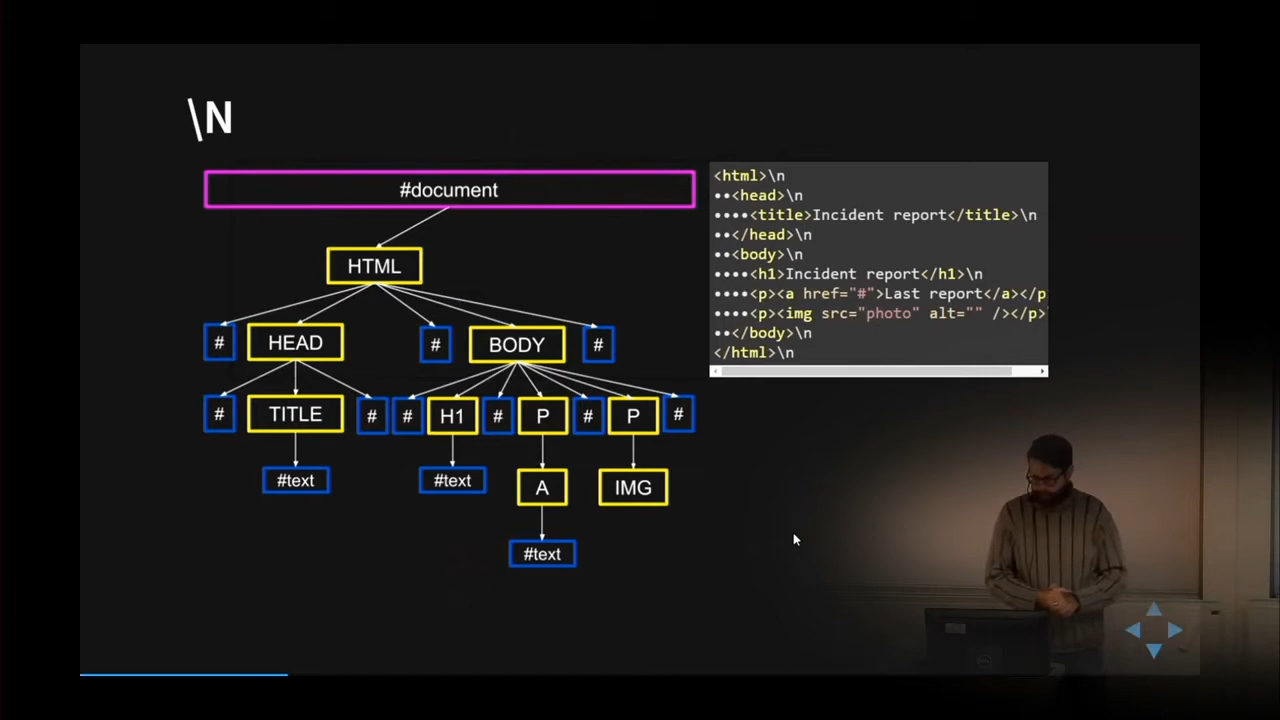 \N
#document
HTML
# HEAD # BODY #
# TITLE # # H1 # P # P #
#text #text A IMG
#text
<html>\n
••<head>\n
••••<title>Incident report</title>\n
••</head>\n
••<body>\n
••••<h1>Incident report</h1>\n
••••<p><a href="#">Last report</a></p
••••<p><img src="photo" alt="" /></p>
••</body>\n
</html>\n